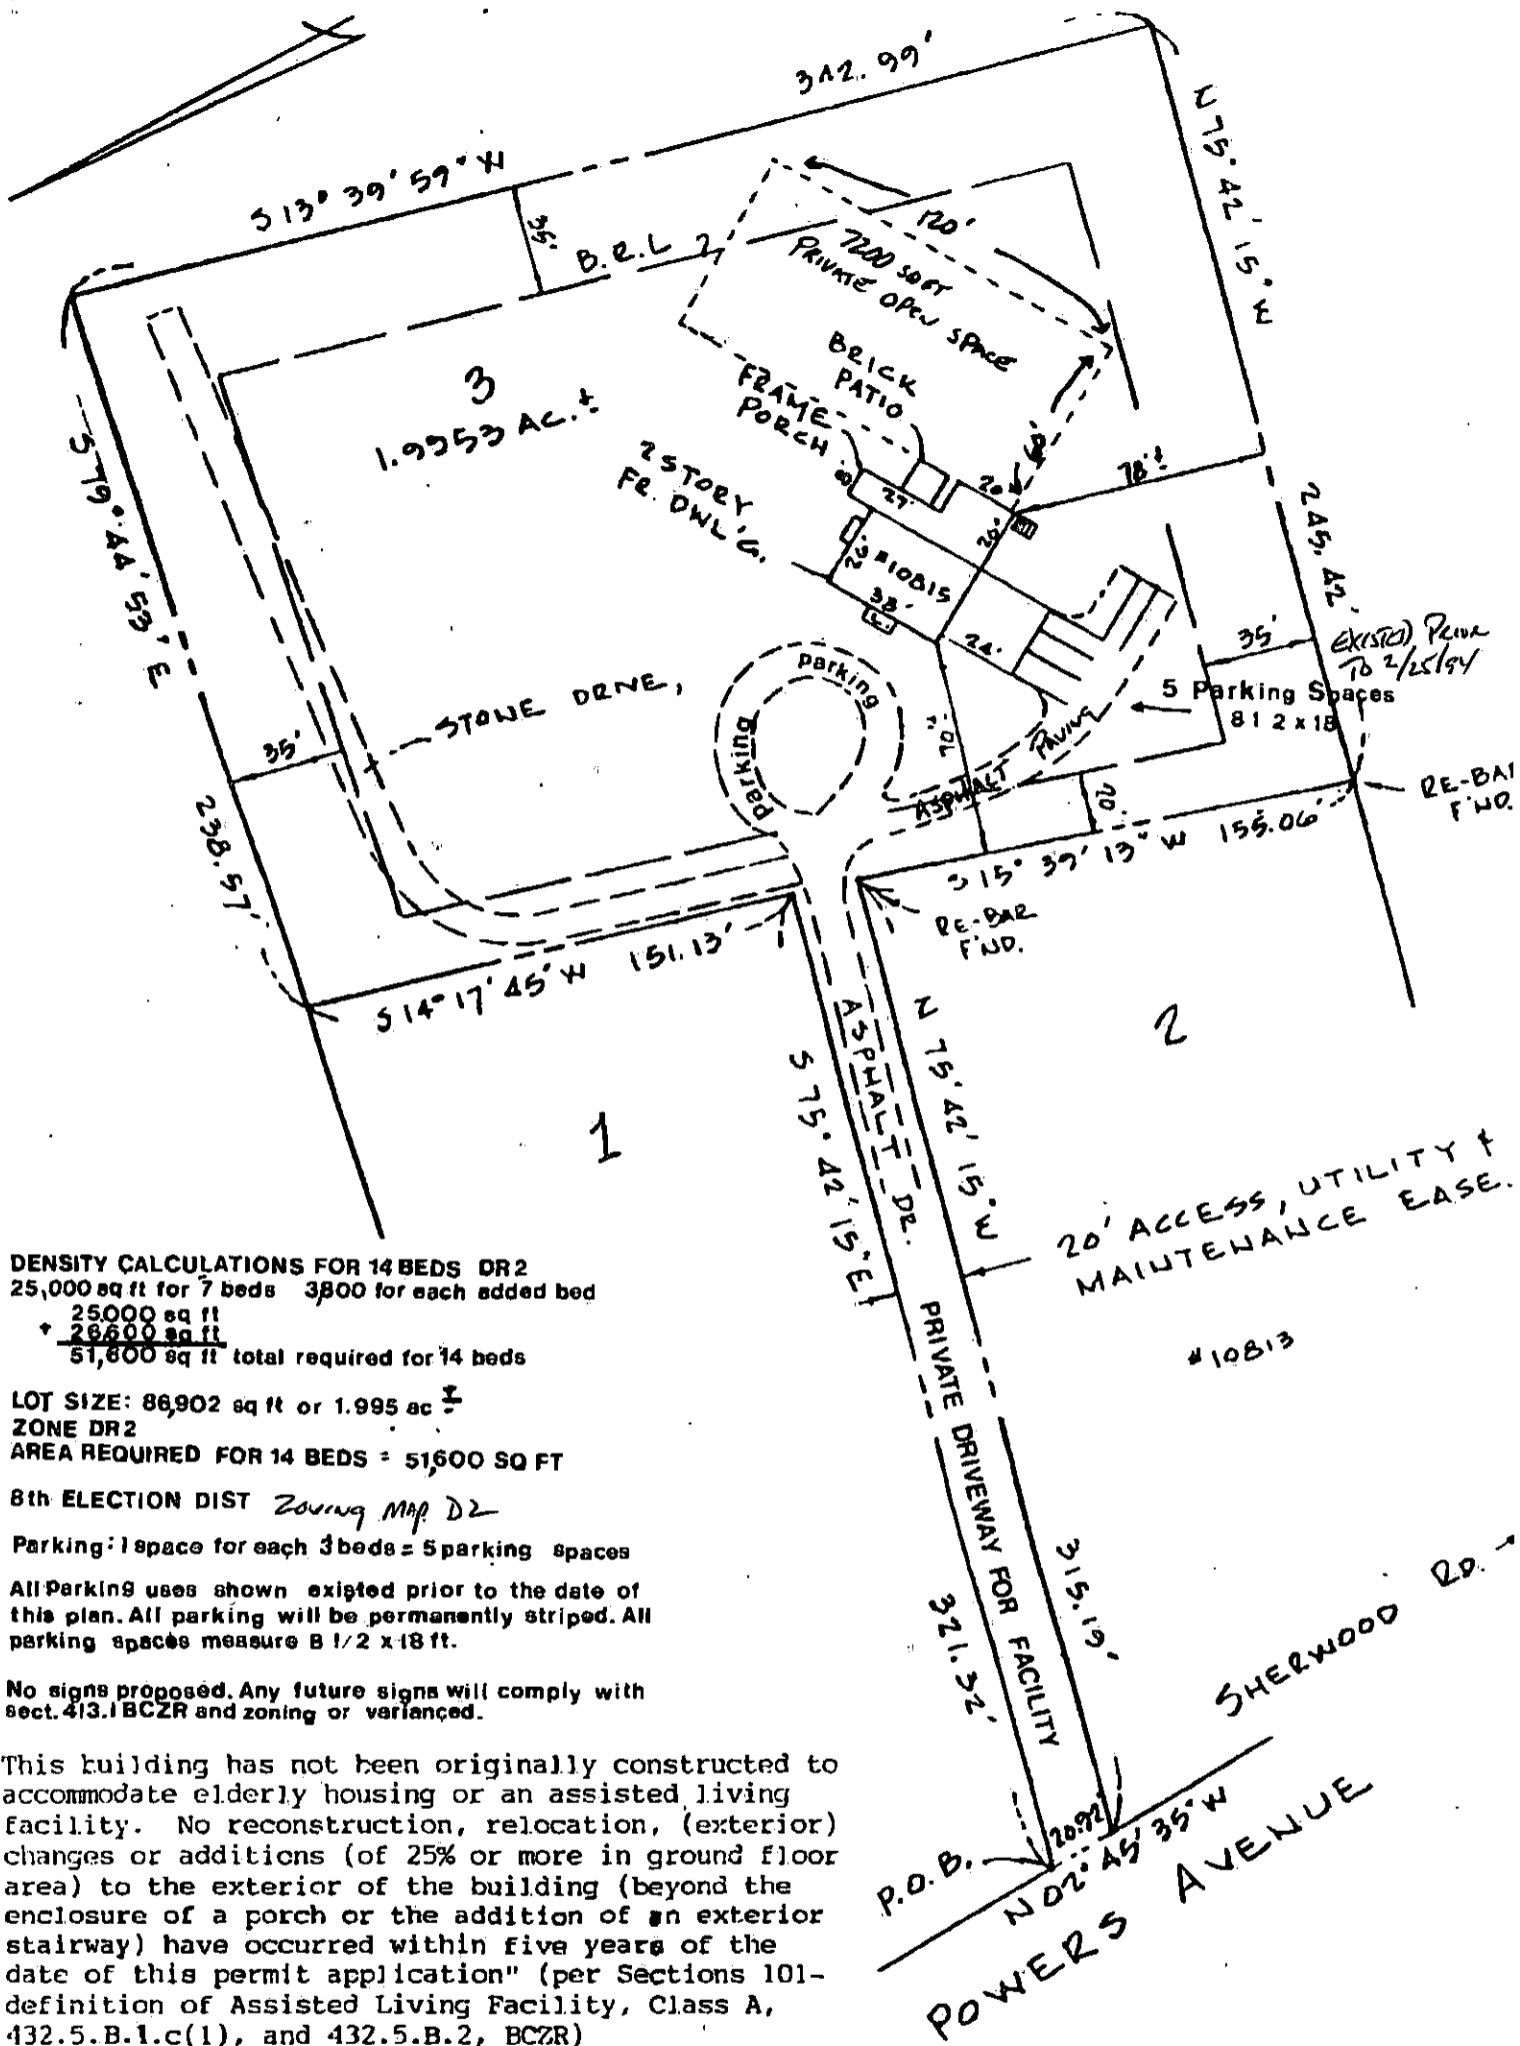 342.99'
S 13° 39' 59" W
N 75° 42' 15" E
35'
B.R.L
120'
7200 SQ FT
PRIVATE OPEN SPACE
BRICK
PATIO
FRAME
PORCH
3
1.9953 AC.±
2 STORY
FR. DWL'G.
8'
27'
20'
20'
78'±
#10815
38'
24'
S 79° 44' 53" E
238.57'
245.42'
35'
EXISTED PRIOR
TO 2/25/94
5 Parking Spaces
81 2 x 18
STONE DRIVE,
35'
parking
parking
70'
ASPHALT PAVING
20'
RE-BAR
F'ND.
S 15° 39' 13" W 155.06'
RE-BAR
F'ND.
S 14° 17' 45" W 151.13'
ASPHALT DR.
S 75° 42' 15" E
N 75° 42' 15" W
2
1
20' ACCESS, UTILITY &
MAINTENANCE EASE.
#10813
PRIVATE DRIVEWAY FOR FACILITY
321.32'
315.19'
SHERWOOD RD.
P.O.B.
20.92'
N 02° 45' 35" W
POWERS AVENUE
DENSITY CALCULATIONS FOR 14 BEDS DR2
25,000 sq ft for 7 beds 3,800 for each added bed
25000 sq ft
+ 26600 sq ft
51,600 sq ft total required for 14 beds
LOT SIZE: 86,902 sq ft or 1.995 ac ±
ZONE DR2
AREA REQUIRED FOR 14 BEDS = 51,600 SQ FT
8th ELECTION DIST Zoning MAP D2
Parking: 1 space for each 3 beds = 5 parking spaces
All Parking uses shown existed prior to the date of
this plan. All parking will be permanently striped. All
parking spaces measure 8 1/2 x 18 ft.
No signs proposed. Any future signs will comply with
sect. 413.1 BCZR and zoning or varianced.
This building has not been originally constructed to
accommodate elderly housing or an assisted living
facility. No reconstruction, relocation, (exterior)
changes or additions (of 25% or more in ground floor
area) to the exterior of the building (beyond the
enclosure of a porch or the addition of an exterior
stairway) have occurred within five years of the
date of this permit application" (per Sections 101-
definition of Assisted Living Facility, Class A,
432.5.B.1.c(1), and 432.5.B.2, BCZR)